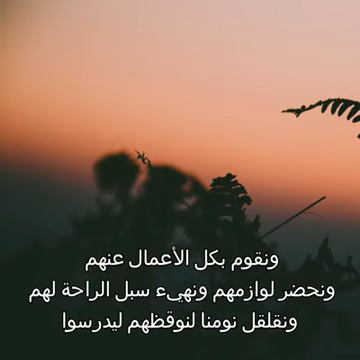 ونقوم بكل الأعمال عنهم
ونحضر لوازمهم ونهيء سبل الراحة لهم
ونقلقل نومنا لنوقظهم ليدرسوا